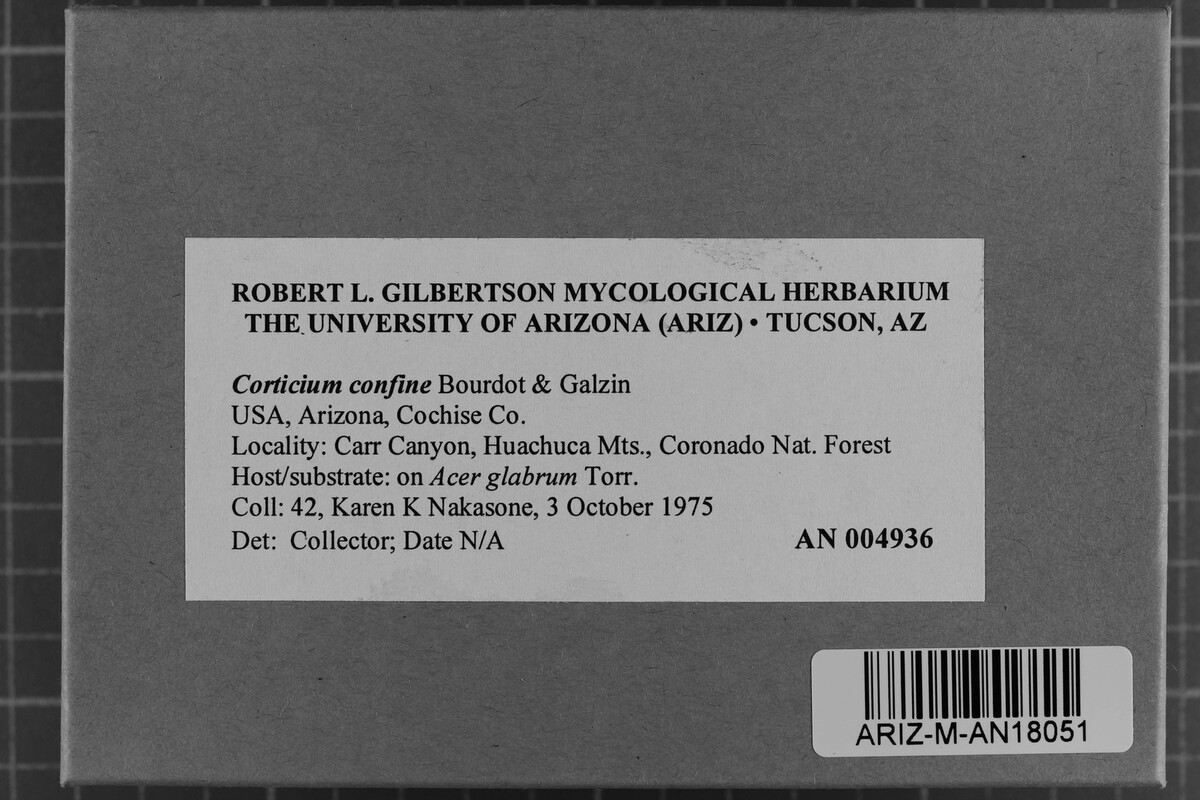 ROBERT L. GILBERTSON MYCOLOGICAL HERBARIUM
THE UNIVERSITY OF ARIZONA (ARIZ) • TUCSON, AZ
Corticium confine Bourdot & Galzin
USA, Arizona, Cochise Co.
Locality: Carr Canyon, Huachuca Mts., Coronado Nat. Forest
Host/substrate: on Acer glabrum Torr.
Coll: 42, Karen K Nakasone, 3 October 1975
Det: Collector; Date N/A AN 004936
ARIZ-M-AN18051